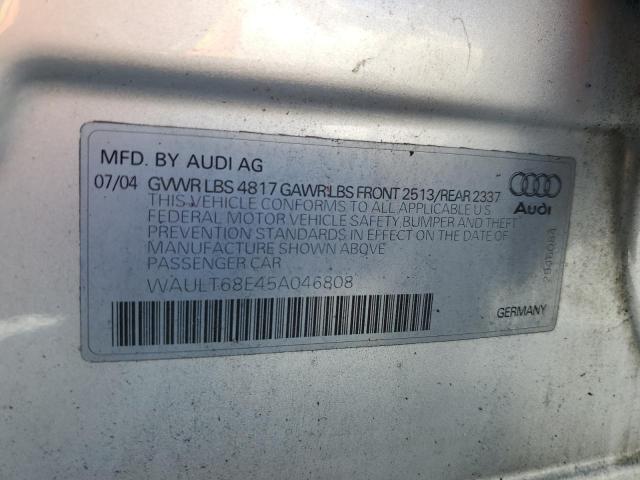 MFD. BY AUDI AG
07/04 GVWR LBS 4817 GAWR LBS FRONT 2513/REAR 2337
THIS VEHICLE CONFORMS TO ALL APPLICABLE U S
FEDERAL MOTOR VEHICLE SAFETY, BUMPER AND THEFT
PREVENTION STANDARDS IN EFFECT ON THE DATE OF
MANUFACTURE SHOWN ABOVE
PASSENGER CAR
WAULT68E45A046808
Audi
GERMANY